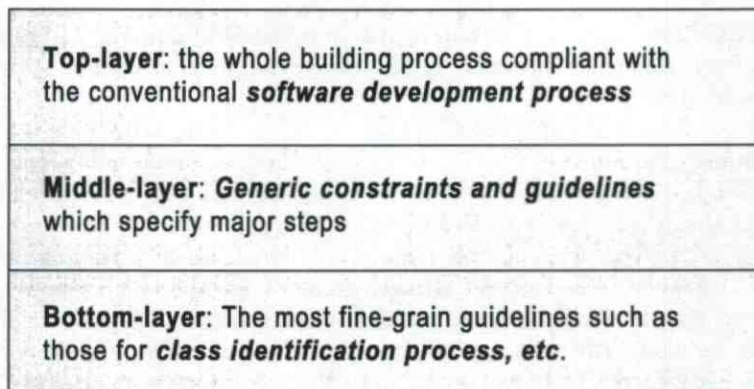 Top-layer: the whole building process compliant with
the conventional software development process
Middle-layer: Generic constraints and guidelines
which specify major steps
Bottom-layer: The most fine-grain guidelines such as
those for class identification process, etc.